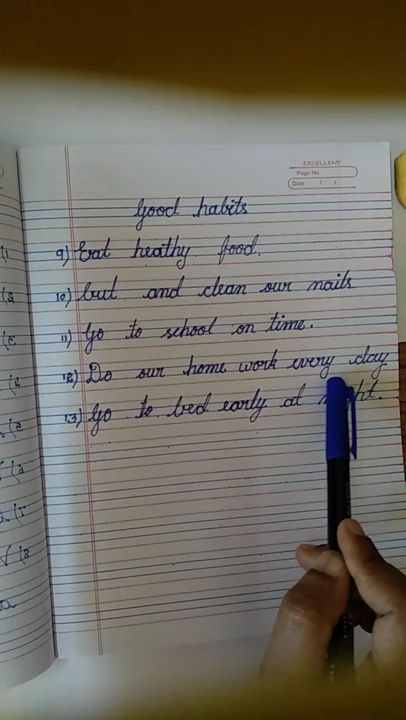 EXCELLENT
Page No.
Date: / /
Good habits
9) Eat heathy food.
10) Cut and clean our nails
11) Go to school on time.
12) Do our home work every day
13) Go to bed early at night.